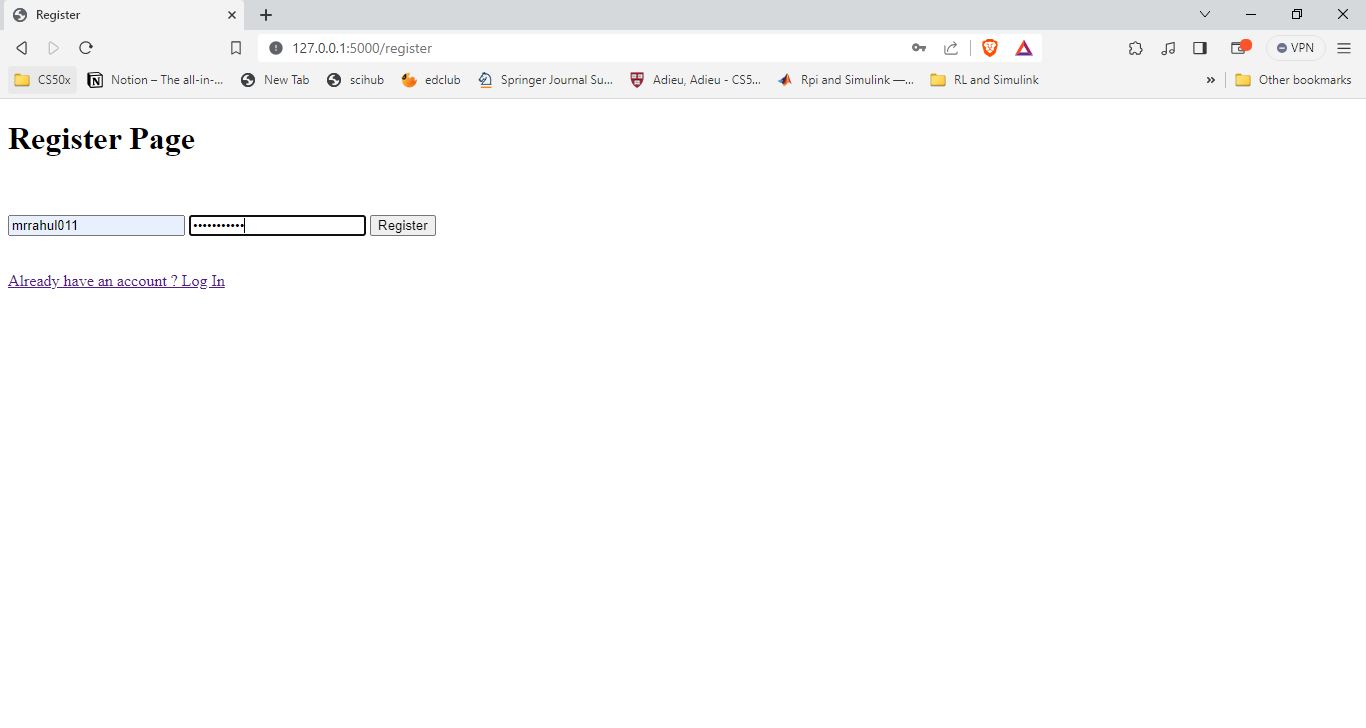 Register
127.0.0.1:5000/register
VPN
CS50x Notion – The all-in-... New Tab scihub edclub Springer Journal Su... Adieu, Adieu - CS5... Rpi and Simulink —... RL and Simulink » Other bookmarks
Register Page
mrrahul011 ••••••••••• Register
Already have an account ? Log In